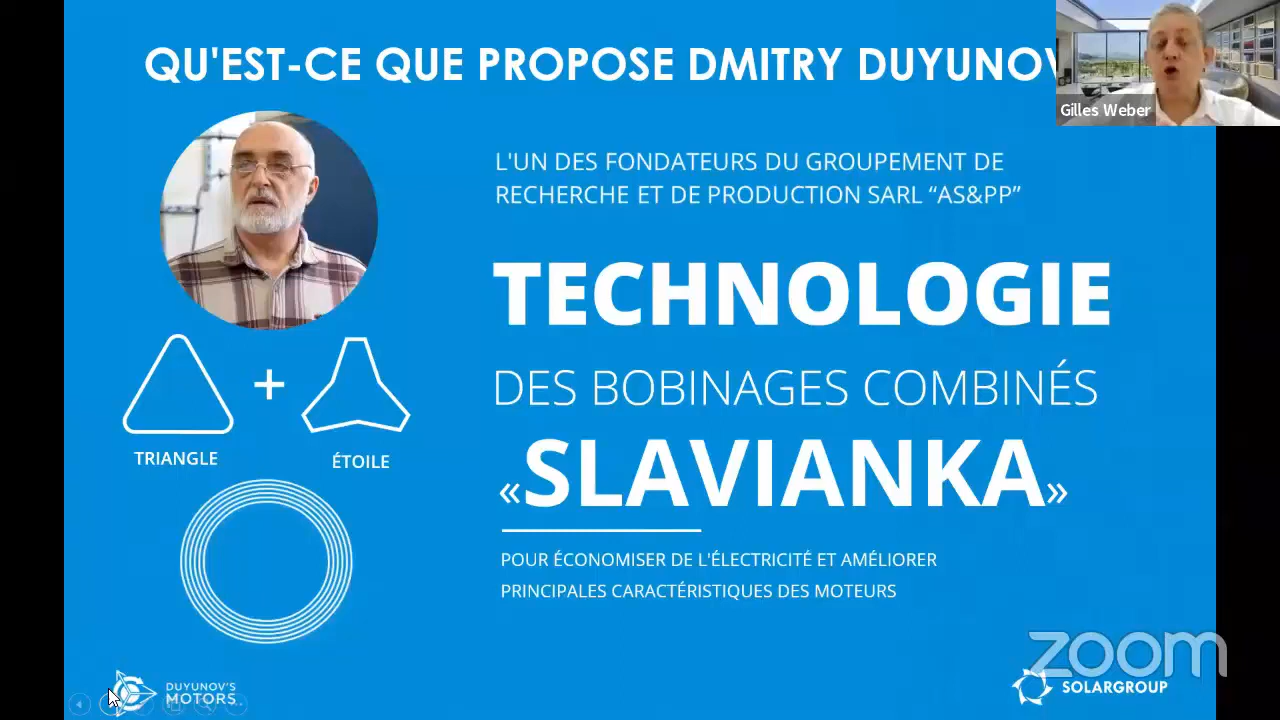 QU'EST-CE QUE PROPOSE DMITRY DUYUNOV
Gilles Weber
L'UN DES FONDATEURS DU GROUPEMENT DE
RECHERCHE ET DE PRODUCTION SARL “AS&PP”
TECHNOLOGIE
DES BOBINAGES COMBINÉS
«SLAVIANKA»
TRIANGLE
+
ÉTOILE
POUR ÉCONOMISER DE L'ÉLECTRICITÉ ET AMÉLIORER
PRINCIPALES CARACTÉRISTIQUES DES MOTEURS
zoom
DUYUNOV'S
MOTORS
SOLARGROUP